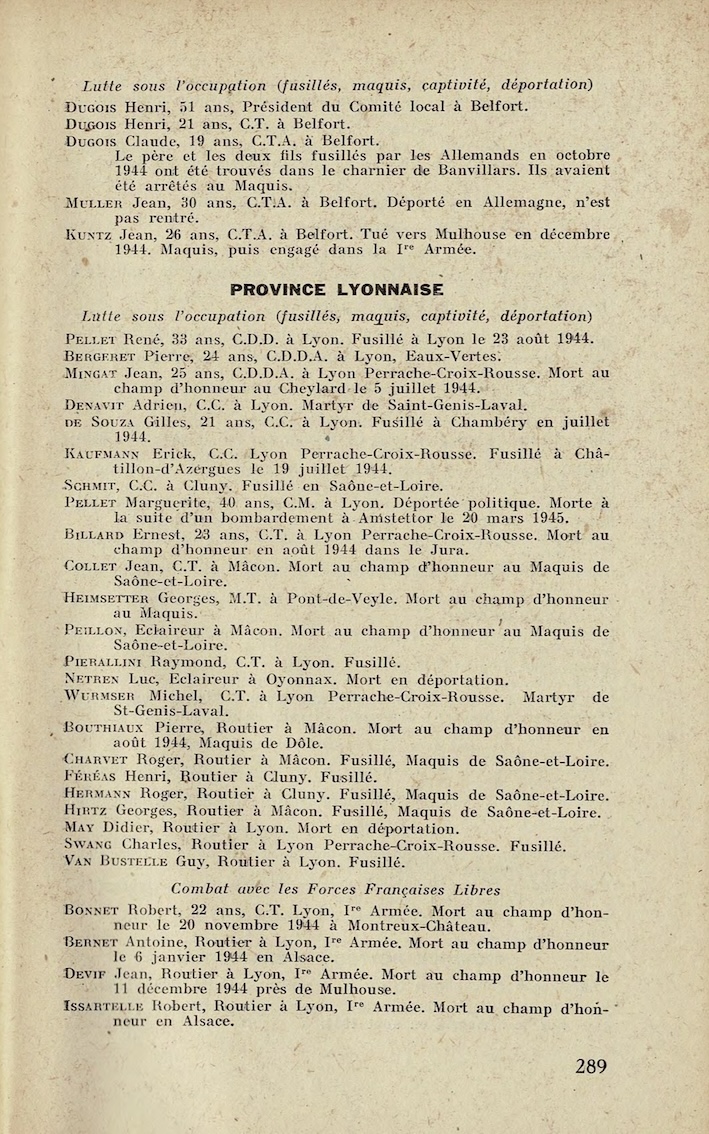 Lutte sous l'occupation (fusillés, maquis, captivité, déportation)
DUGOIS Henri, 51 ans, Président du Comité local à Belfort.
DUGOIS Henri, 21 ans, C.T. à Belfort.
DUGOIS Claude, 19 ans, C.T.A. à Belfort.
Le père et les deux fils fusillés par les Allemands en octobre
1944 ont été trouvés dans le charnier de Banvillars. Ils avaient
été arrêtés au Maquis.
MULLER Jean, 30 ans, C.T.A. à Belfort. Déporté en Allemagne, n'est
pas rentré.
KUNTZ Jean, 26 ans, C.T.A. à Belfort. Tué vers Mulhouse en décembre
1944. Maquis, puis engagé dans la Ire Armée.
PROVINCE LYONNAISE
Lutte sous l'occupation (fusillés, maquis, captivité, déportation)
PELLET René, 33 ans, C.D.D. à Lyon. Fusillé à Lyon le 23 août 1944.
BERGERET Pierre, 24 ans, C.D.D.A. à Lyon, Eaux-Vertes.
MINGAT Jean, 25 ans, C.D.D.A. à Lyon Perrache-Croix-Rousse. Mort au
champ d'honneur au Cheylard le 5 juillet 1944.
DENAVIT Adrien, C.C. à Lyon. Martyr de Saint-Genis-Laval.
DE SOUZA Gilles, 21 ans, C.C. à Lyon. Fusillé à Chambéry en juillet
1944.
KAUFMANN Erick, C.C. Lyon Perrache-Croix-Rousse. Fusillé à Châ-
tillon-d'Azergues le 19 juillet 1944.
SCHMIT, C.C. à Cluny. Fusillé en Saône-et-Loire.
PELLET Marguerite, 40 ans, C.M. à Lyon. Déportée politique. Morte à
la suite d'un bombardement à Amstettor le 20 mars 1945.
BILLARD Ernest, 23 ans, C.T. à Lyon Perrache-Croix-Rousse. Mort au
champ d'honneur en août 1944 dans le Jura.
COLLET Jean, C.T. à Mâcon. Mort au champ d'honneur au Maquis de
Saône-et-Loire.
HEIMSETTER Georges, M.T. à Pont-de-Veyle. Mort au champ d'honneur
au Maquis.
PEILLON, Eclaireur à Mâcon. Mort au champ d'honneur au Maquis de
Saône-et-Loire.
PIERALLINI Raymond, C.T. à Lyon. Fusillé.
NETREN Luc, Eclaireur à Oyonnax. Mort en déportation.
WURMSER Michel, C.T. à Lyon Perrache-Croix-Rousse. Martyr de
St-Genis-Laval.
BOUTHIAUX Pierre, Routier à Mâcon. Mort au champ d'honneur en
août 1944, Maquis de Dôle.
CHARVET Roger, Routier à Mâcon. Fusillé, Maquis de Saône-et-Loire.
FÉRÉAS Henri, Routier à Cluny. Fusillé.
HERMANN Roger, Routier à Cluny. Fusillé, Maquis de Saône-et-Loire.
HIRTZ Georges, Routier à Mâcon. Fusillé, Maquis de Saône-et-Loire.
MAY Didier, Routier à Lyon. Mort en déportation.
SWANG Charles, Routier à Lyon Perrache-Croix-Rousse. Fusillé.
VAN BUSTELLE Guy, Routier à Lyon. Fusillé.
Combat avec les Forces Françaises Libres
BONNET Robert, 22 ans, C.T. Lyon, Ire Armée. Mort au champ d'hon-
neur le 20 novembre 1944 à Montreux-Château.
BERNET Antoine, Routier à Lyon, Ire Armée. Mort au champ d'honneur
le 6 janvier 1944 en Alsace.
DEVIF Jean, Routier à Lyon, Ire Armée. Mort au champ d'honneur le
11 décembre 1944 près de Mulhouse.
ISSARTELLE Robert, Routier à Lyon, Ire Armée. Mort au champ d'hon-
neur en Alsace.
289